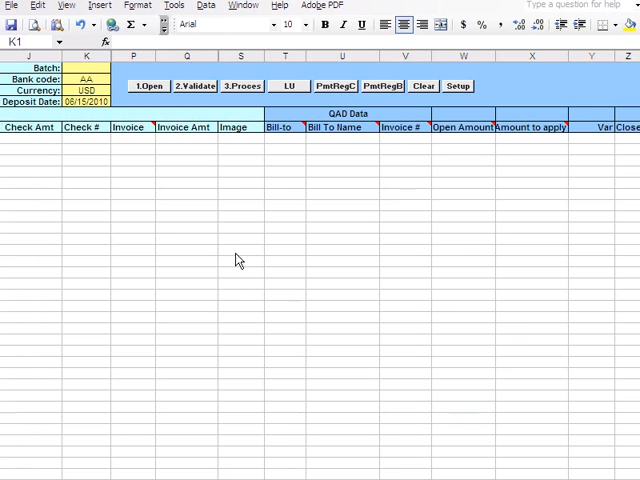 File Edit View Insert Format Tools Data Window Help Adobe PDF Type a question for help
Σ Arial 10 B I U $ % ,
K1 fx
J K P Q S T U V W X Y Z
Batch:
Bank code: AA
Currency: USD
Deposit Date: 06/15/2010
1.Open 2.Validate 3.Proces LU PmtRegC PmtRegB Clear Setup
QAD Data
Check Amt Check # Invoice Invoice Amt Image Bill-to Bill To Name Invoice # Open Amount Amount to apply Var Close